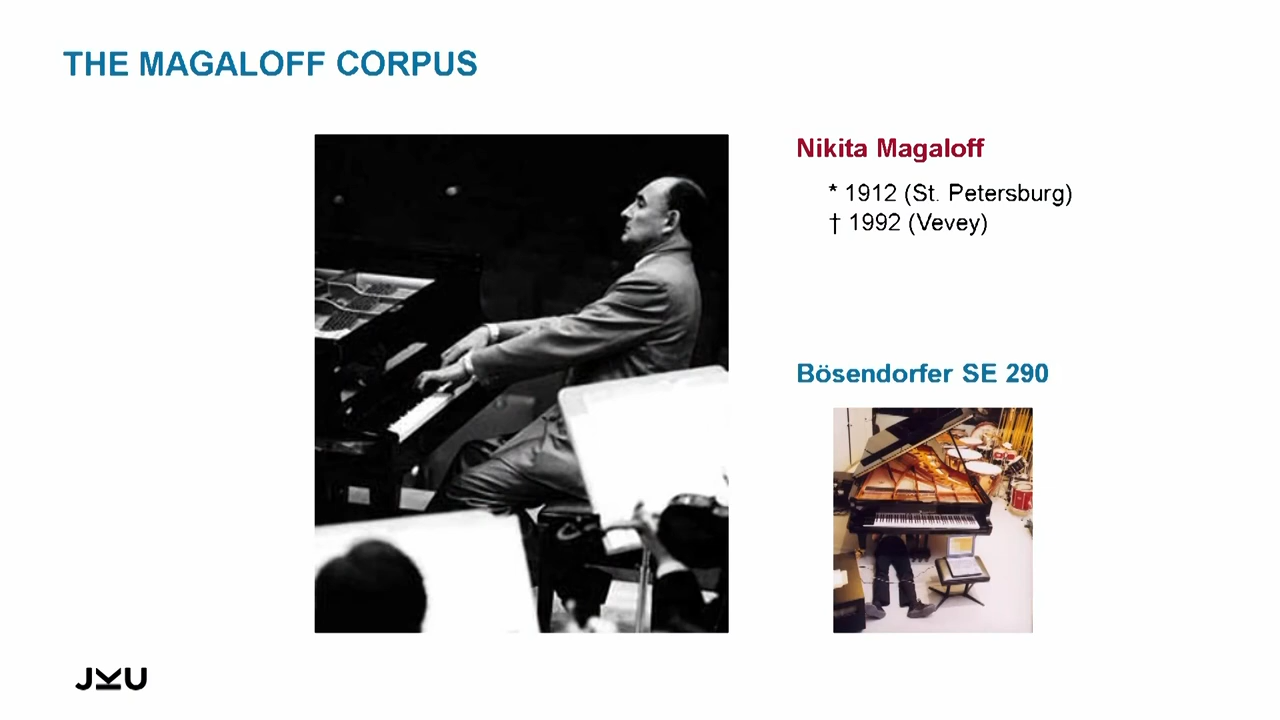 THE MAGALOFF CORPUS
Nikita Magaloff
* 1912 (St. Petersburg)
† 1992 (Vevey)
Bösendorfer SE 290
JKU